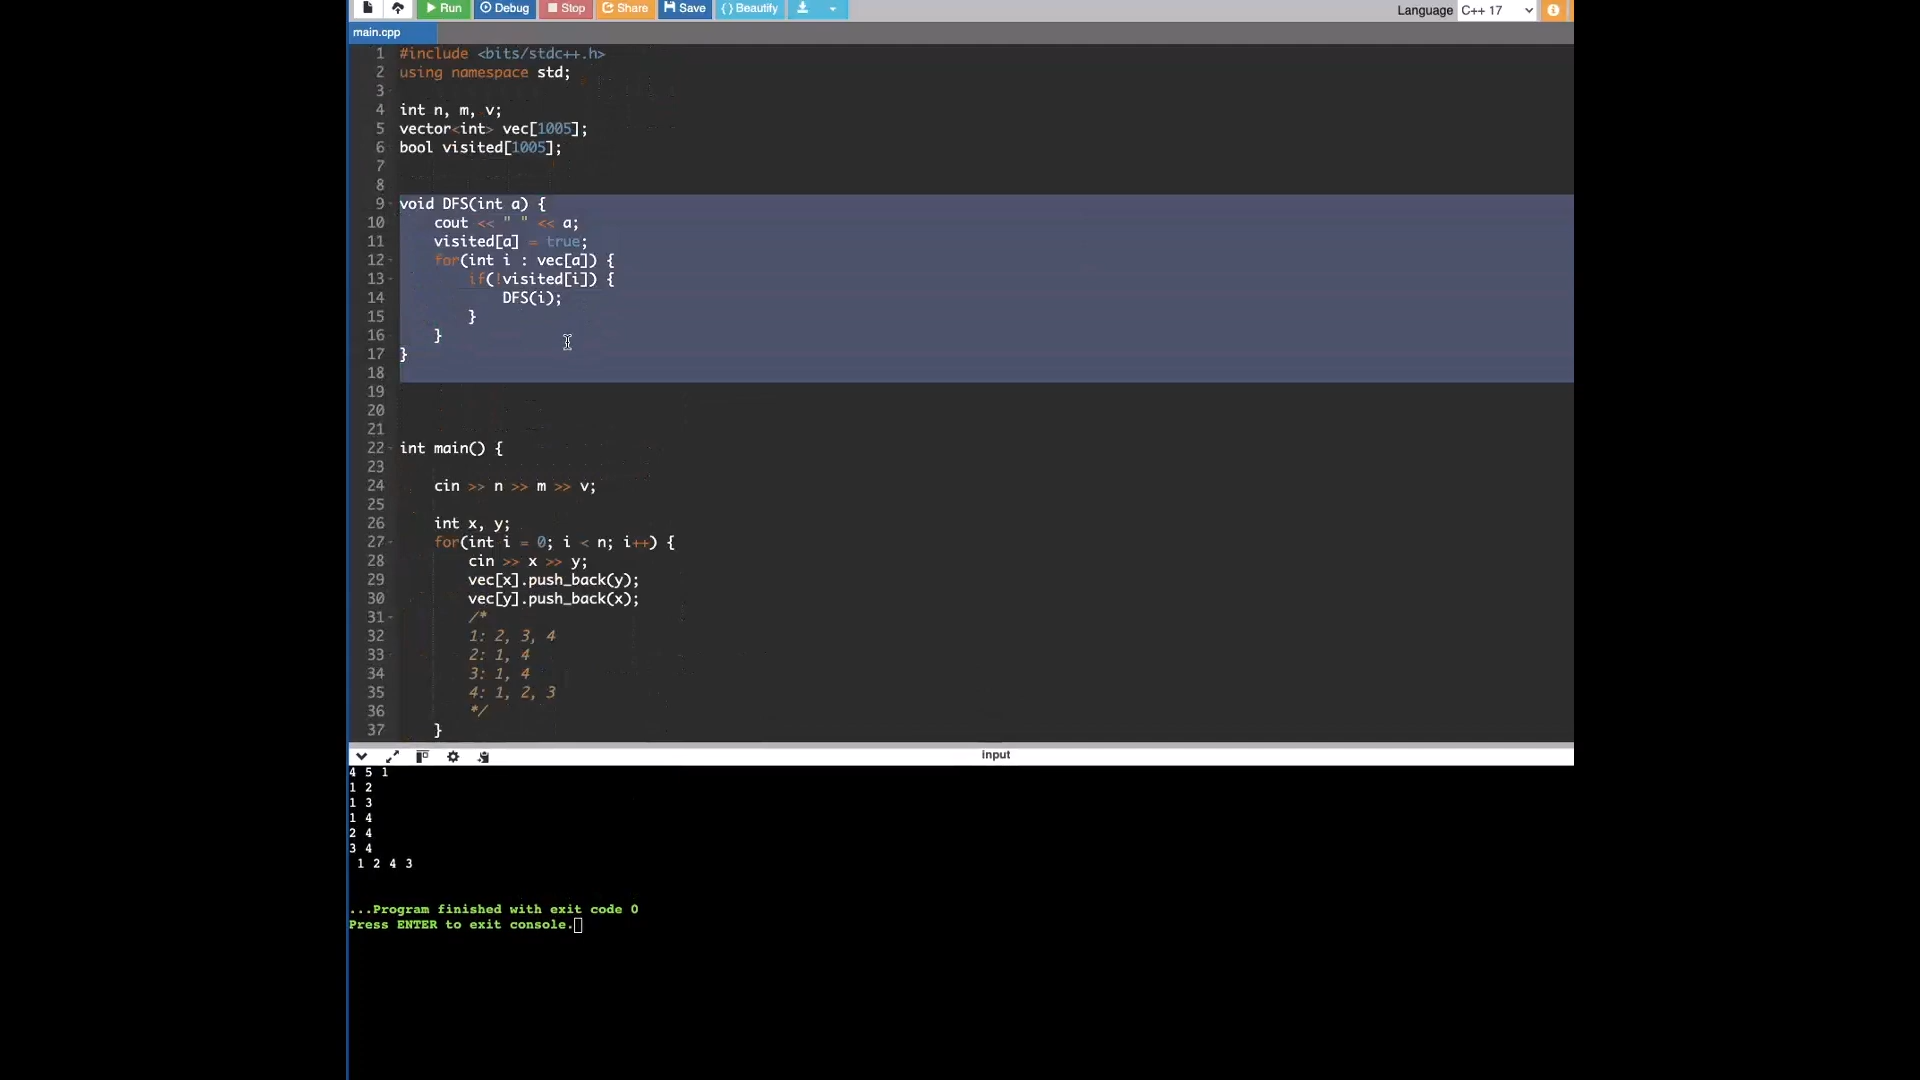 Run Debug Stop Share Save { } Beautify Language C++ 17
main.cpp
1 #include <bits/stdc++.h>
2 using namespace std;
3
4 int n, m, v;
5 vector<int> vec[1005];
6 bool visited[1005];
7
8
9 void DFS(int a) {
10 cout << " " << a;
11 visited[a] = true;
12 for(int i : vec[a]) {
13 if(!visited[i]) {
14 DFS(i);
15 }
16 }
17 }
18
19
20
21
22 int main() {
23
24 cin >> n >> m >> v;
25
26 int x, y;
27 for(int i = 0; i < n; i++) {
28 cin >> x >> y;
29 vec[x].push_back(y);
30 vec[y].push_back(x);
31 /*
32 1: 2, 3, 4
33 2: 1, 4
34 3: 1, 4
35 4: 1, 2, 3
36 */
37 }
input
4 5 1
1 2
1 3
1 4
2 4
3 4
1 2 4 3
...Program finished with exit code 0
Press ENTER to exit console.